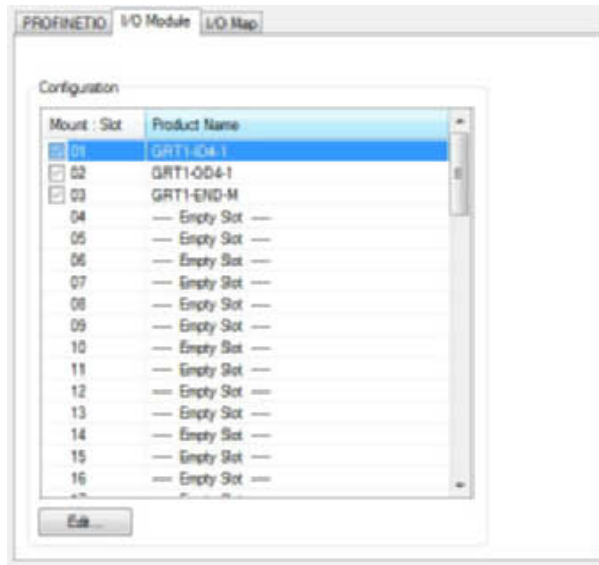 PROFINETIO I/O Module I/O Map
Configuration
Mount : Slot Product Name
01 GRT1-ID4-1
02 GRT1-OD4-1
03 GRT1-END-M
04 ---- Empty Slot ----
05 ---- Empty Slot ----
06 ---- Empty Slot ----
07 ---- Empty Slot ----
08 ---- Empty Slot ----
09 ---- Empty Slot ----
10 ---- Empty Slot ----
11 ---- Empty Slot ----
12 ---- Empty Slot ----
13 ---- Empty Slot ----
14 ---- Empty Slot ----
15 ---- Empty Slot ----
16 ---- Empty Slot ----
Edit...